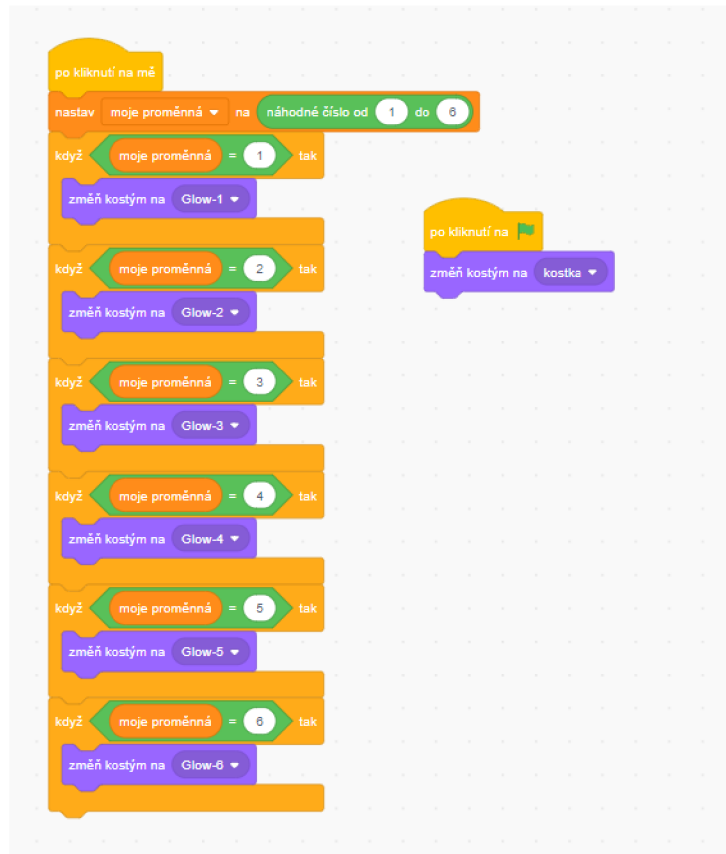 po kliknutí na mě
nastav moje proměnná na náhodné číslo od 1 do 6
když moje proměnná = 1 tak
změň kostým na Glow-1
když moje proměnná = 2 tak
změň kostým na Glow-2
když moje proměnná = 3 tak
změň kostým na Glow-3
když moje proměnná = 4 tak
změň kostým na Glow-4
když moje proměnná = 5 tak
změň kostým na Glow-5
když moje proměnná = 6 tak
změň kostým na Glow-6
po kliknutí na
změň kostým na kostka